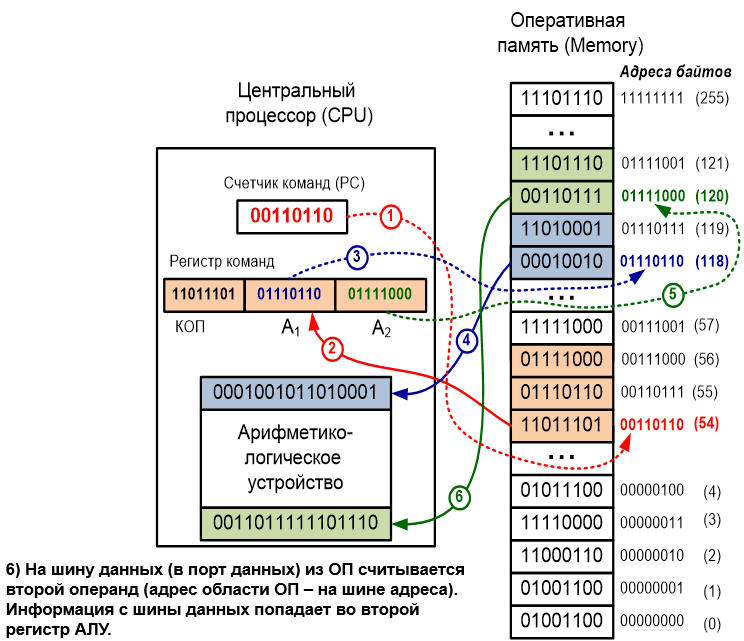 Оперативная
память (Memory)
Адреса байтов
Центральный
процессор (CPU)
11101110 11111111 (255)
...
Счетчик команд (PC)
11101110 01111001 (121)
00110110 1
00110111 01111000 (120)
11010001 01110111 (119)
Регистр команд 3
00010010 01110110 (118)
11011101 01110110 01111000
... 5
КОП A1 A2
11111000 00111001 (57)
2 4
01111000 00111000 (56)
0001001011010001
01110110 00110111 (55)
11011101 00110110 (54)
Арифметико-
логическое
устройство
...
01011100 00000100 (4)
6
0011011111101110
11110000 00000011 (3)
11000110 00000010 (2)
01001100 00000001 (1)
01001100 00000000 (0)
6) На шину данных (в порт данных) из ОП считывается
второй операнд (адрес области ОП – на шине адреса).
Информация с шины данных попадает во второй
регистр АЛУ.